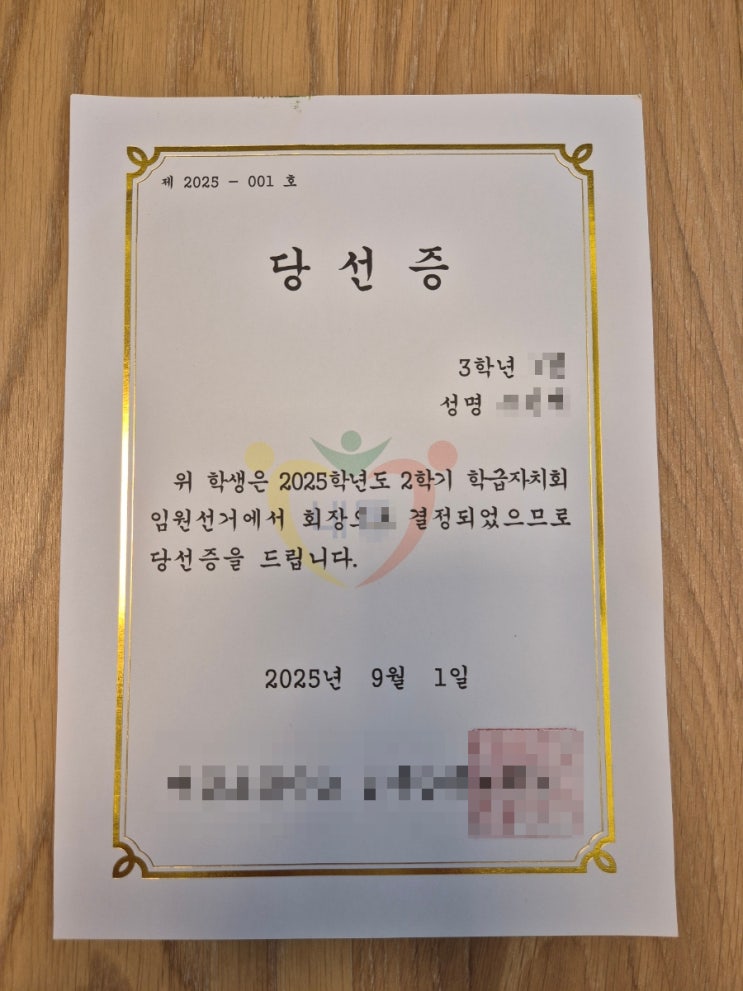 제 2025 - 001 호
당 선 증
3학년
성명
위 학생은 2025학년도 2학기 학급자치회
임원선거에서 회장으로 결정되었으므로
당선증을 드립니다.
2025년 9월 1일